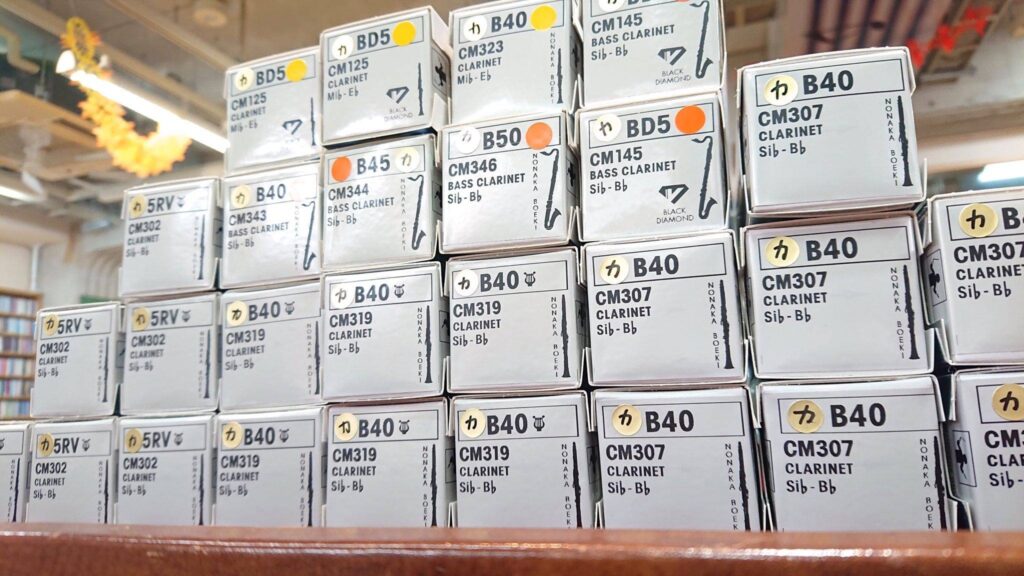 カ BD5
CM125
CLARINET
Mi♭-E♭
カ BD5
CM125
CLARINET
Mi♭-E♭
BLACK
DIAMOND
カ B40
CM323
CLARINET
Mi♭-E♭
NONAKA BOEKI
CM145
BASS CLARINET
Si♭-B♭
BLACK
DIAMOND
カ B40
CM307
CLARINET
Si♭-B♭
NONAKA BOEKI
カ 5RV
CM302
CLARINET
Si♭-B♭
カ B40
CM343
BASS CLARINET
Si♭-B♭
B45 カ
CM344
BASS CLARINET
Si♭-B♭
NONAKA BOEKI
カ B50
CM346
BASS CLARINET
Si♭-B♭
NONAKA BOEKI
カ BD5
CM145
BASS CLARINET
Si♭-B♭
BLACK
DIAMOND
カ 5RV
CM302
CLARINET
Si♭-B♭
NONAKA BOEKI
カ 5RV
CM302
CLARINET
Si♭-B♭
カ B40
CM319
CLARINET
Si♭-B♭
カ B40
CM319
CLARINET
Si♭-B♭
NONAKA BOEKI
カ B40
CM319
CLARINET
Si♭-B♭
NONAKA BOEKI
カ B40
CM307
CLARINET
Si♭-B♭
NONAKA BOEKI
カ B40
CM307
CLARINET
Si♭-B♭
NONAKA BOEKI
カ B40
CM307
CLARINET
Si♭-B♭
カ 5RV
CM302
CLARINET
Si♭-B♭
カ 5RV
CM302
CLARINET
Si♭-B♭
カ B40
CM319
CLARINET
Si♭-B♭
カ B40
CM319
CLARINET
Si♭-B♭
NONAKA BOEKI
カ B40
CM319
CLARINET
Si♭-B♭
NONAKA BOEKI
カ B40
CM307
CLARINET
Si♭-B♭
NONAKA BOEKI
カ B40
CM307
CLARINET
Si♭-B♭
NONAKA BOEKI
カ
Si♭-B♭